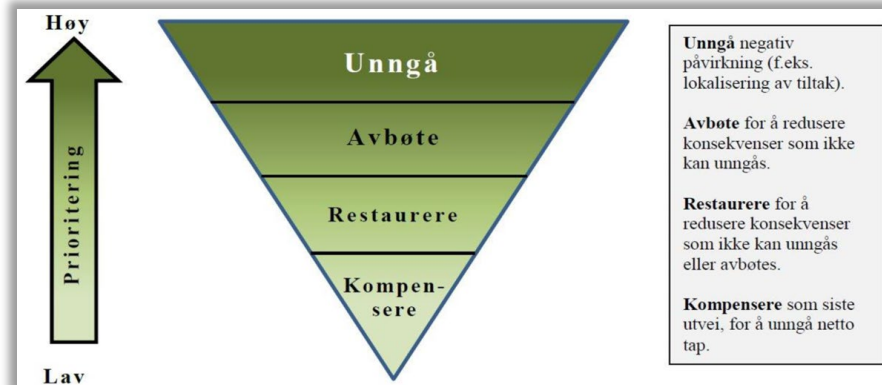 Høy
Prioritering
Lav
Unngå
Avbøte
Restaurere
Kompen-
sere
Unngå negativ
påvirkning (f.eks.
lokalisering av tiltak).
Avbøte for å redusere
konsekvenser som ikke
kan unngås.
Restaurere for å
redusere konsekvenser
som ikke kan unngås
eller avbøtes.
Kompensere som siste
utvei, for å unngå netto
tap.